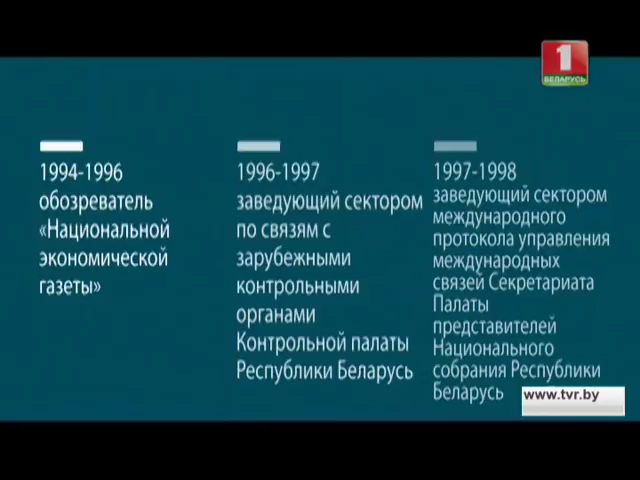 1
БЕЛАРУСЬ
1994-1996
обозреватель
«Национальной
экономической
газеты»
1996-1997
заведующий сектором
по связям с
зарубежными
контрольными
органами
Контрольной палаты
Республики Беларусь
1997-1998
заведующий сектором
международного
протокола управления
международных
связей Секретариата
Палаты
представителей
Национального
собрания Республики
Беларусь
www.tvr.by